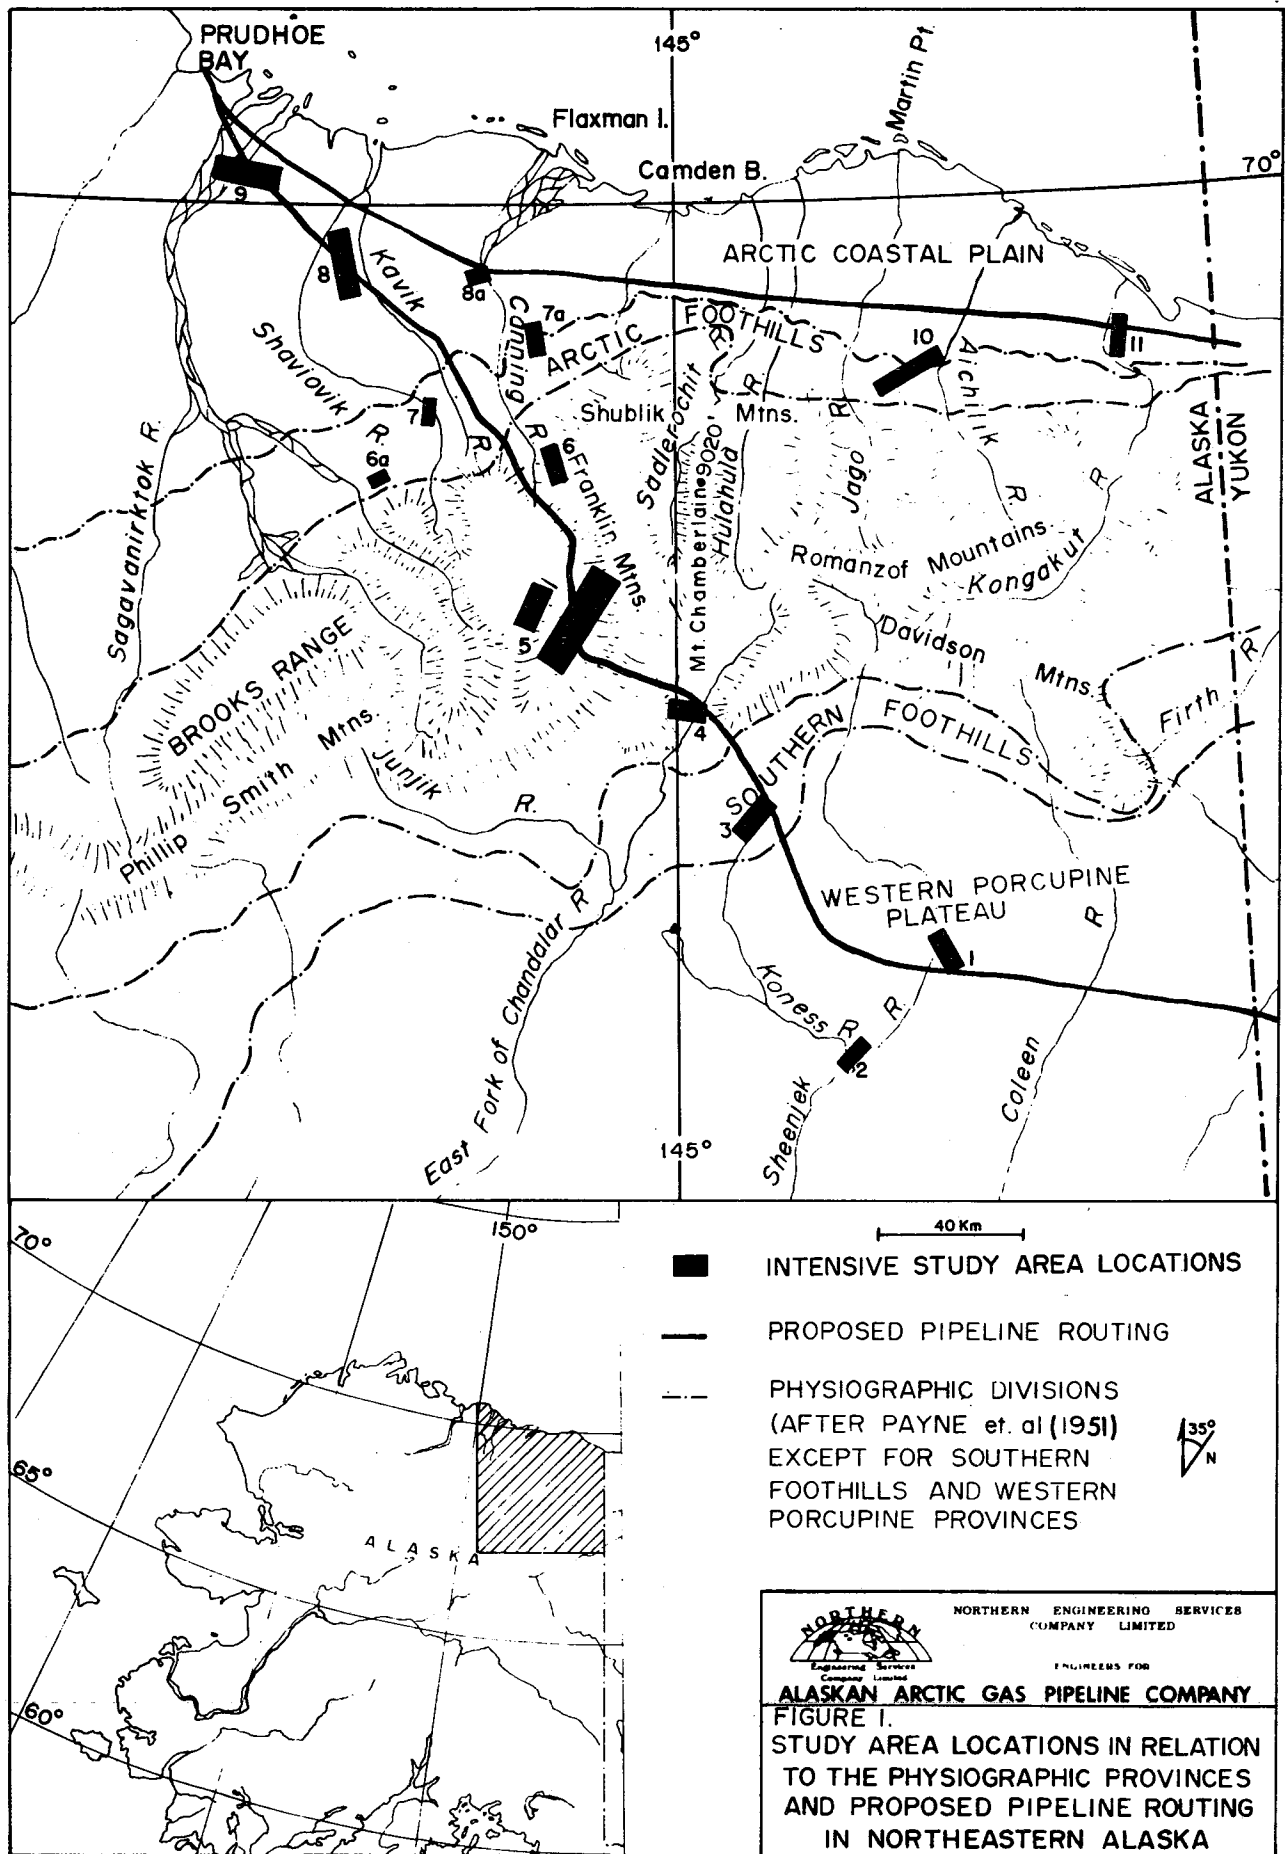 PRUDHOE
BAY
145°
Martin Pt.
Flaxman I.
Camden B.
70°
9
ARCTIC COASTAL PLAIN
8
Kavik
8a
Canning
7a
ARCTIC
FOOTHILLS
10
11
Aichilik
Shaviovik
R.
7
R
R
6
6a
Shublik
Mtns.
Sadlerochit
R
Mt. Chamberlain • 9020'
Hulahula
R
Jago
R
R
R
ALASKA
YUKON
Sagavanirktok R.
Franklin Mtns.
Romanzof Mountains
Kongakut
5
BROOKS RANGE
Davidson
Mtns.
Firth
R
4
SOUTHERN
FOOTHILLS
Phillip
Smith
Mtns.
Junjik
R.
3
WESTERN PORCUPINE
PLATEAU
R
East Fork of Chandalar
R
1
Koness
R
R.
2
Sheenjek
Coleen
145°
70°
150°
65°
60°
ALASKA
40 Km
INTENSIVE STUDY AREA LOCATIONS
PROPOSED PIPELINE ROUTING
PHYSIOGRAPHIC DIVISIONS
(AFTER PAYNE et. al (1951)
EXCEPT FOR SOUTHERN
FOOTHILLS AND WESTERN
PORCUPINE PROVINCES
35°
N
NORTHERN
Engineering Services
Company Limited
NORTHERN ENGINEERING SERVICES
COMPANY LIMITED
ENGINEERS FOR
ALASKAN ARCTIC GAS PIPELINE COMPANY
FIGURE 1.
STUDY AREA LOCATIONS IN RELATION
TO THE PHYSIOGRAPHIC PROVINCES
AND PROPOSED PIPELINE ROUTING
IN NORTHEASTERN ALASKA